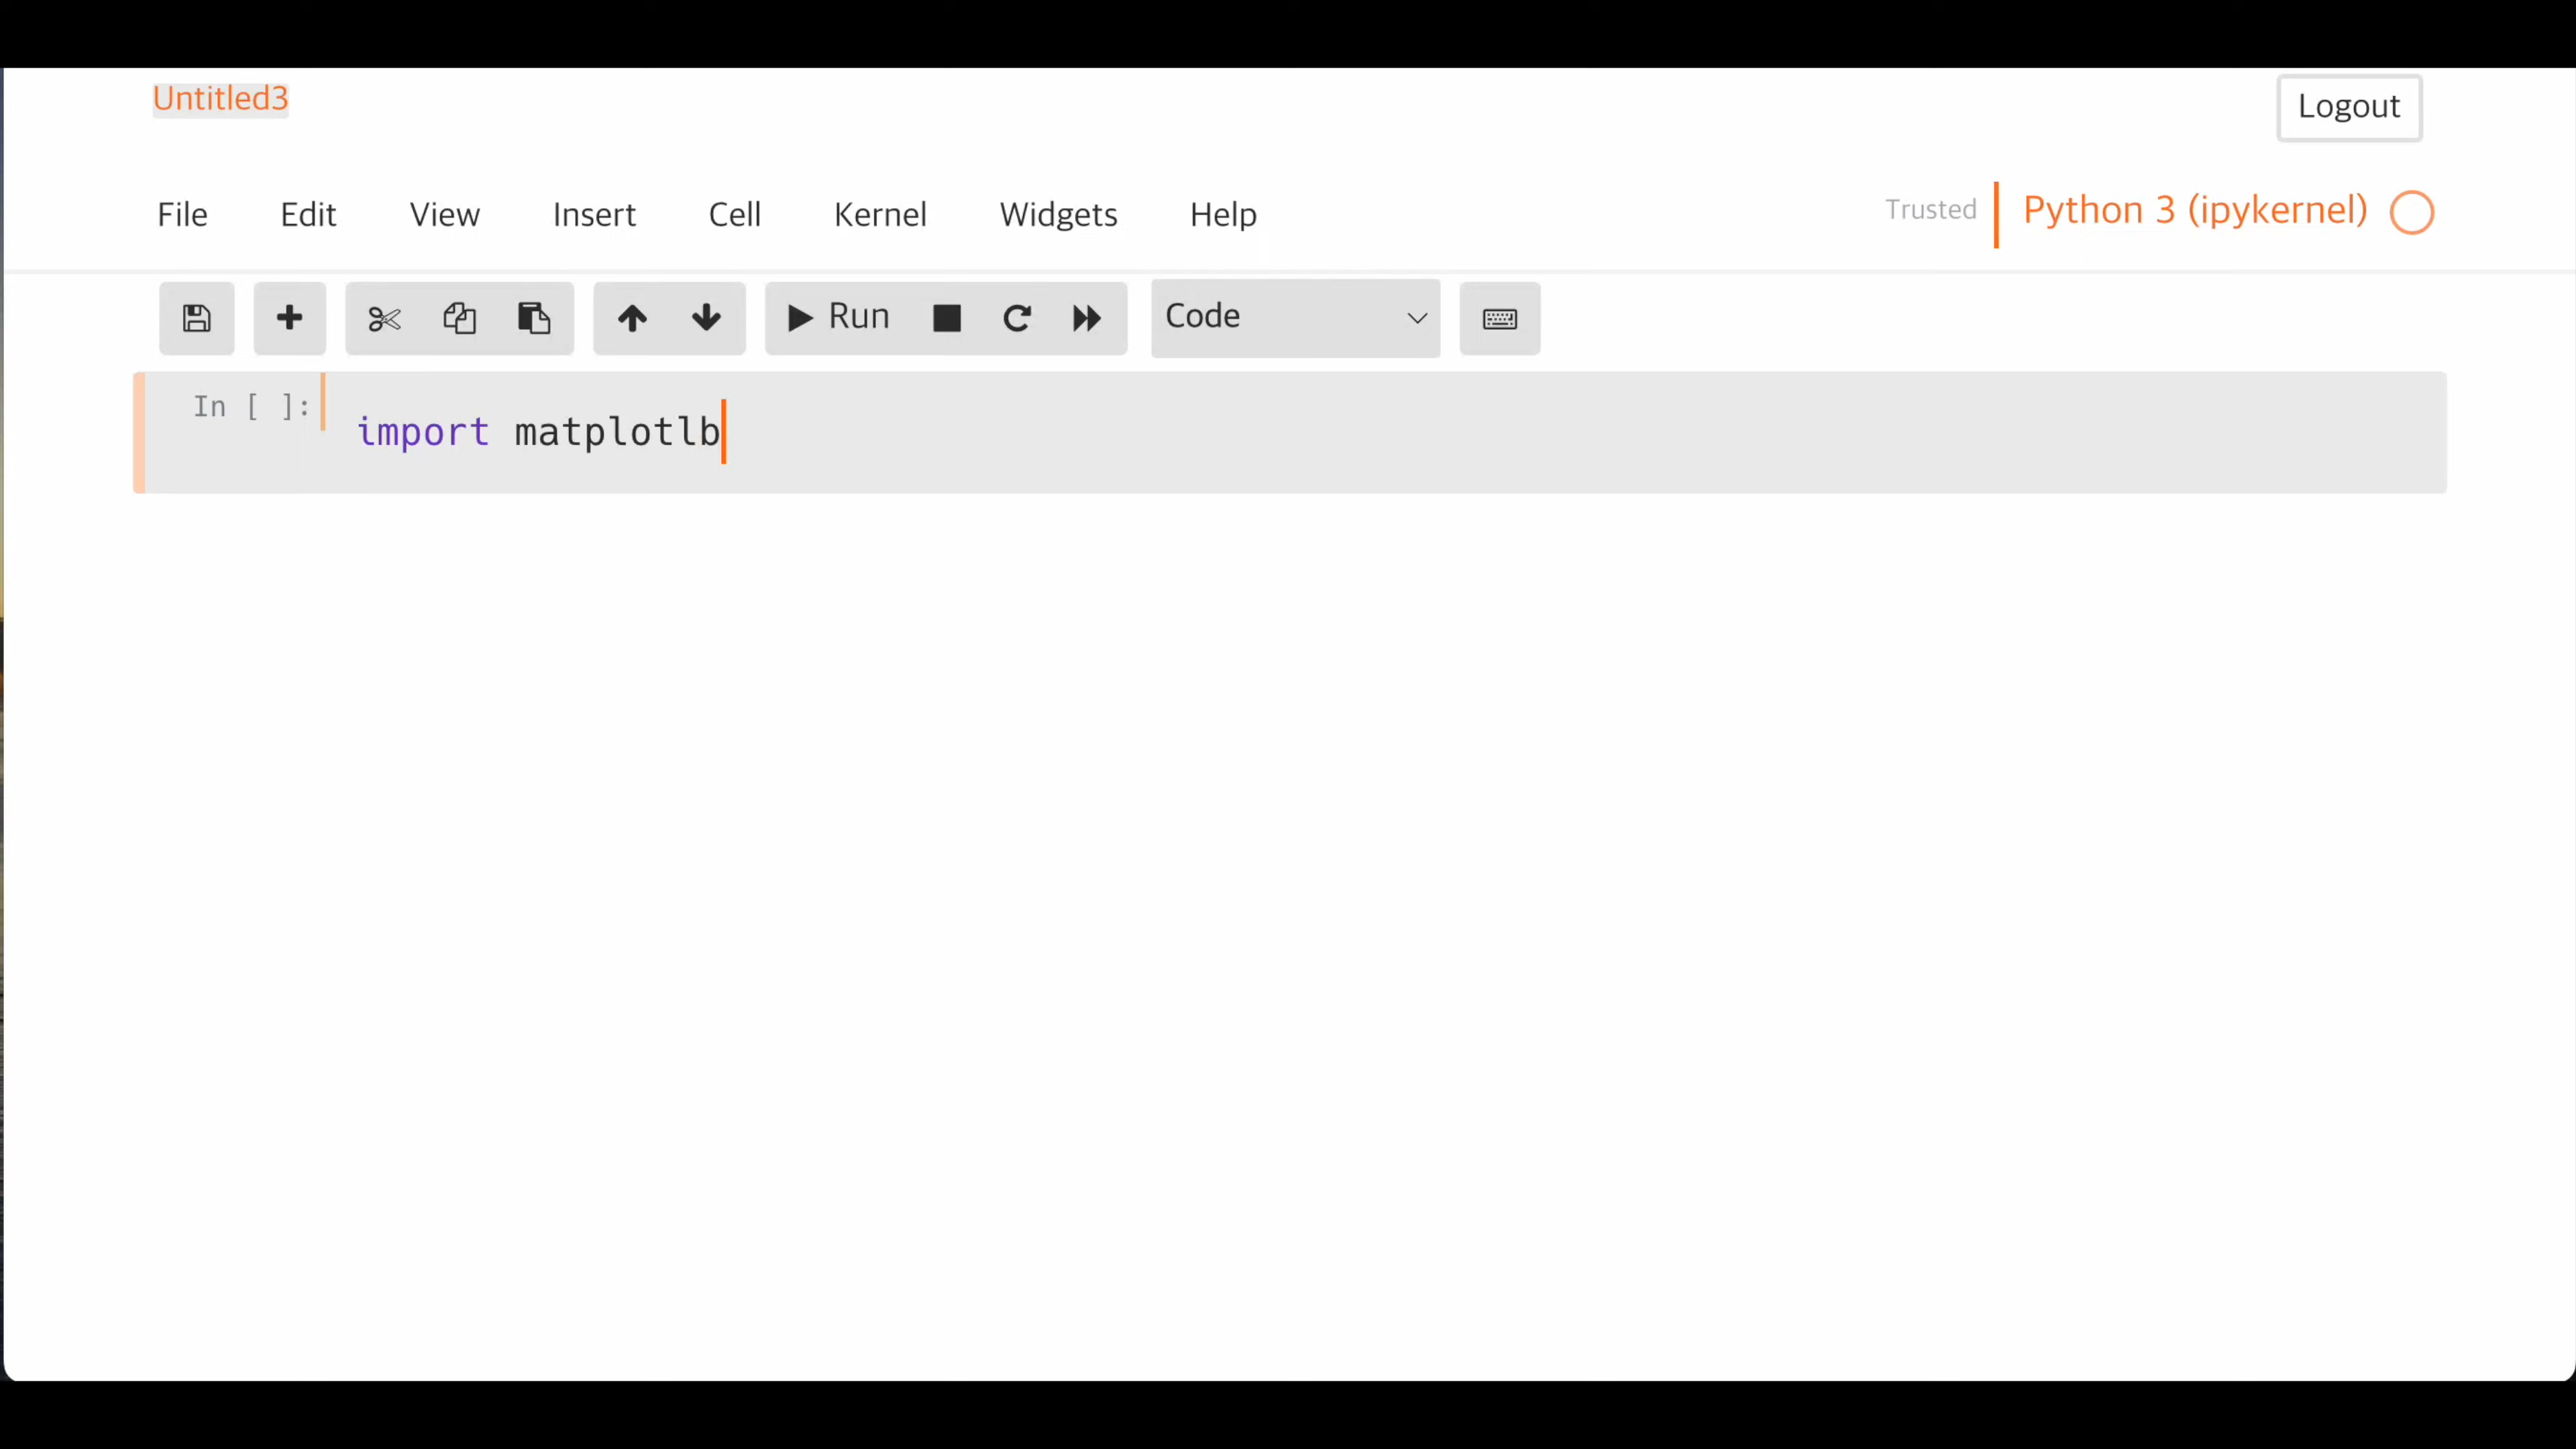 Untitled3
Logout
File Edit View Insert Cell Kernel Widgets Help
Trusted Python 3 (ipykernel)
Run Code
In [ ]: import matplotlb